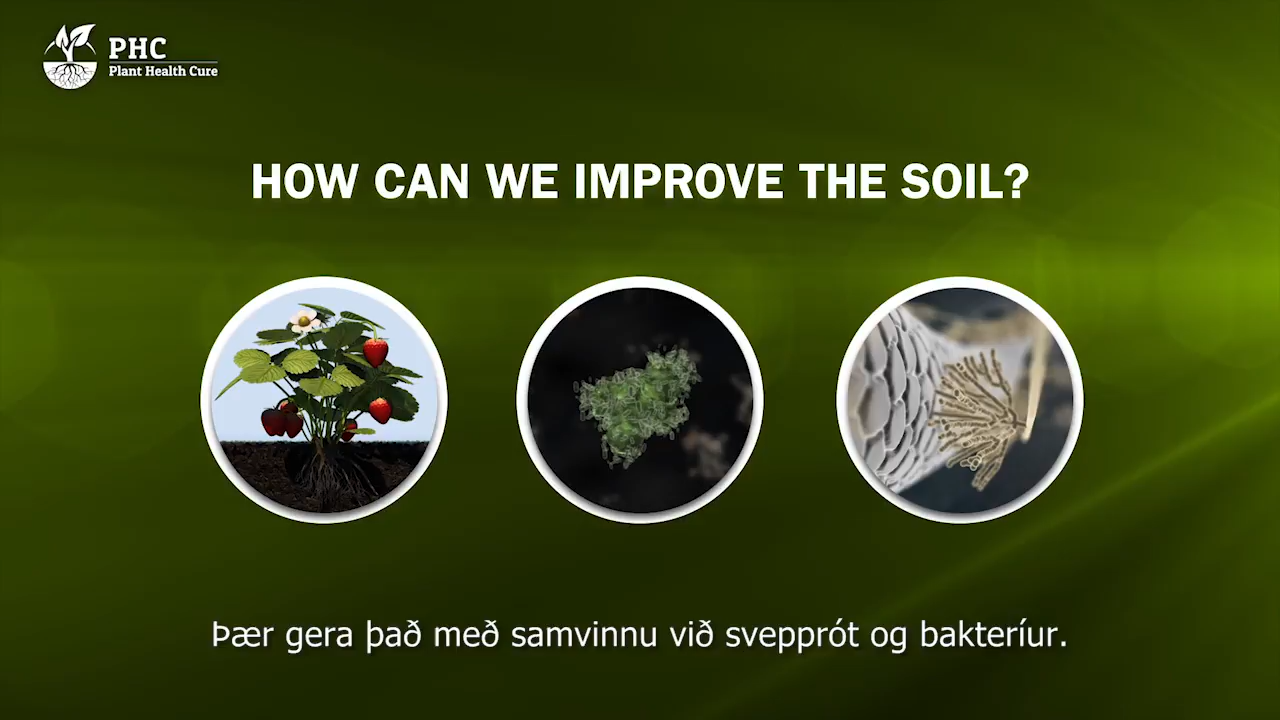 PHC
Plant Health Cure
HOW CAN WE IMPROVE THE SOIL?
Þær gera það með samvinnu við svepprót og bakteríur.